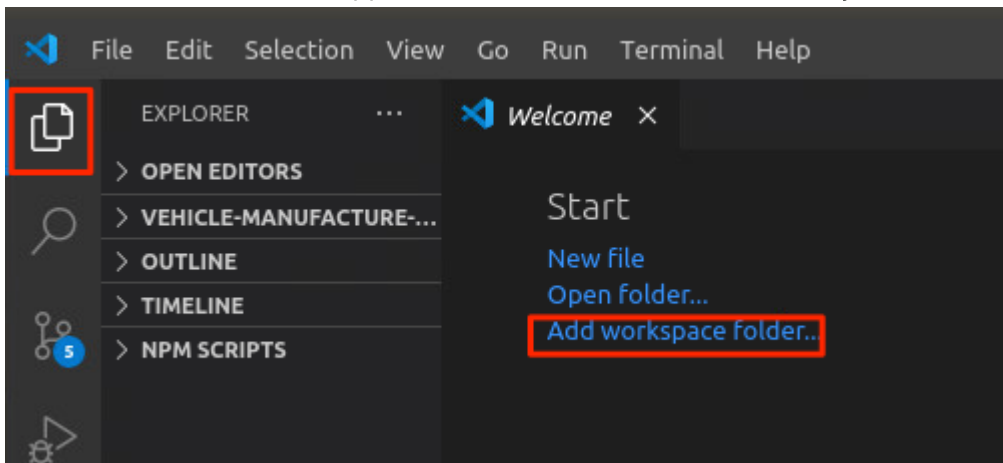 File Edit Selection View Go Run Terminal Help
EXPLORER ... Welcome ×
> OPEN EDITORS
> VEHICLE-MANUFACTURE-...
> OUTLINE
> TIMELINE
> NPM SCRIPTS
5
Start
New file
Open folder...
Add workspace folder...